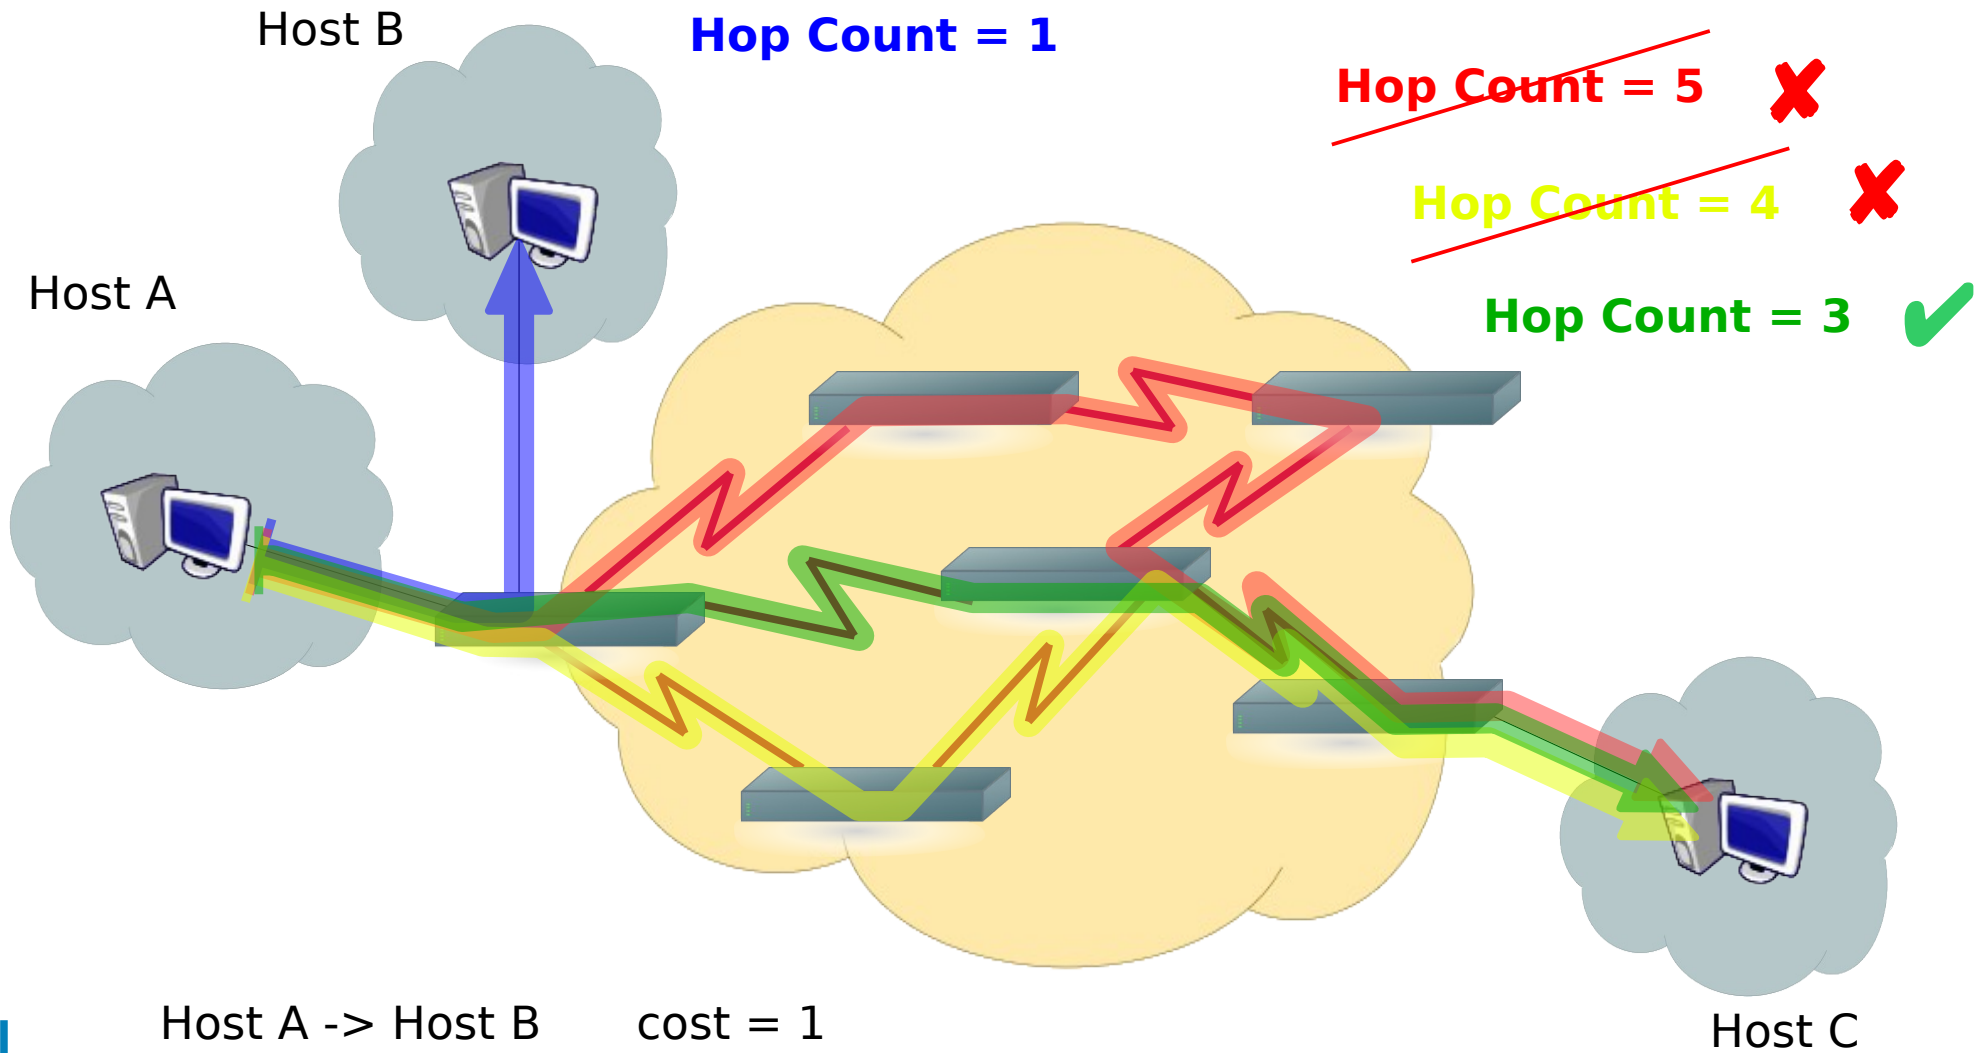 Host B
Hop Count = 1
Hop Count = 5
Hop Count = 4
Host A
Hop Count = 3
Host A -> Host B cost = 1
Host C